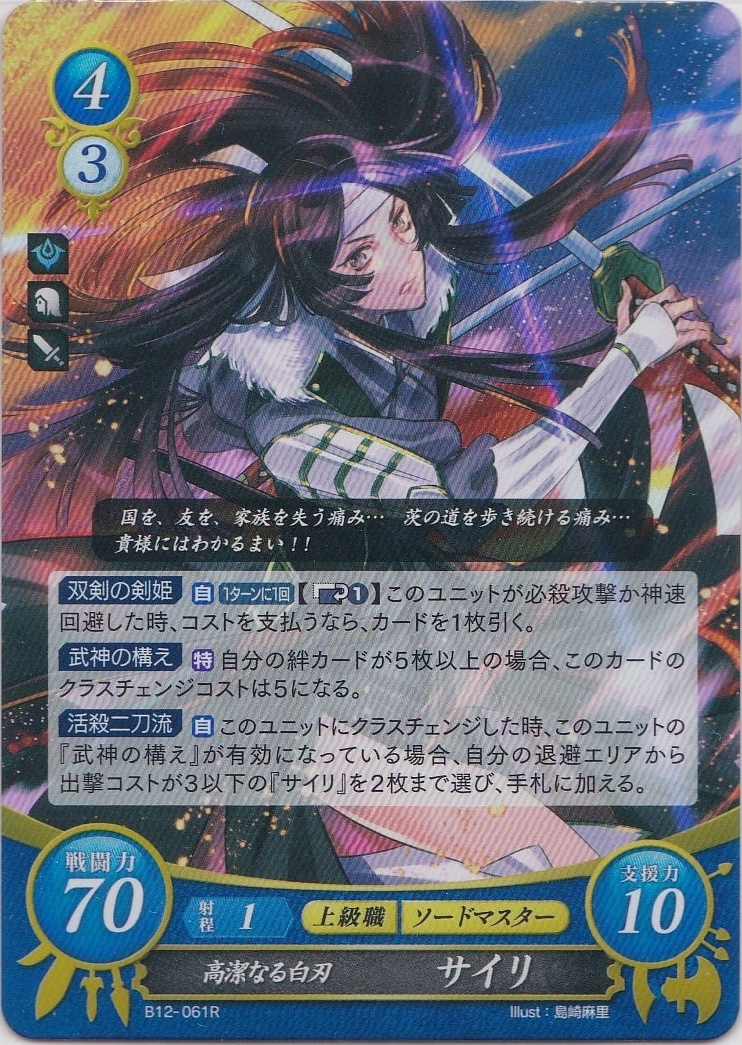 4
3
国を、友を、家族を失う痛み… 茨の道を歩き続ける痛み…
貴様にはわかるまい!!
双剣の剣姫 自 1ターンに1回【1】このユニットが必殺攻撃か神速
回避した時、コストを支払うなら、カードを1枚引く。
武神の構え 特 自分の絆カードが5枚以上の場合、このカードの
クラスチェンジコストは5になる。
活殺二刀流 自 このユニットにクラスチェンジした時、このユニットの
『武神の構え』が有効になっている場合、自分の退避エリアから
出撃コストが3以下の『サイリ』を2枚まで選び、手札に加える。
戦闘力
70
射程 1
上級職 ソードマスター
支援力
10
高潔なる白刃 サイリ
B12-061R
Illust:島崎麻里